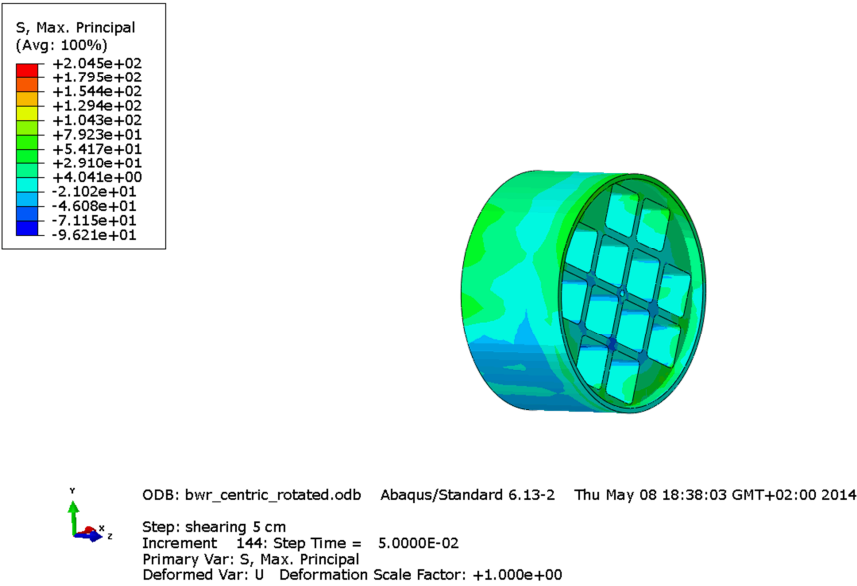 S, Max. Principal
(Avg: 100%)
+2.045e+02
+1.795e+02
+1.544e+02
+1.294e+02
+1.043e+02
+7.923e+01
+5.417e+01
+2.910e+01
+4.041e+00
-2.102e+01
-4.608e+01
-7.115e+01
-9.621e+01
Y
X
Z
ODB: bwr_centric_rotated.odb Abaqus/Standard 6.13-2 Thu May 08 18:38:03 GMT+02:00 2014
Step: shearing 5 cm
Increment 144: Step Time = 5.0000E-02
Primary Var: S, Max. Principal
Deformed Var: U Deformation Scale Factor: +1.000e+00